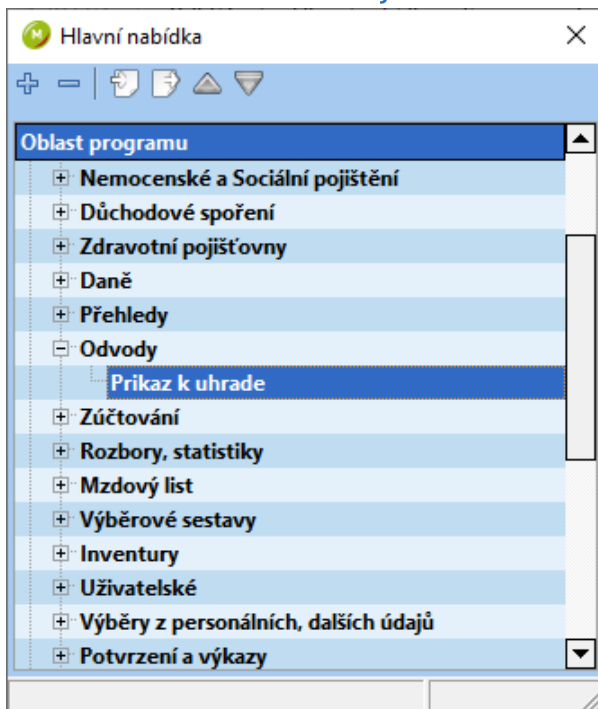 Hlavní nabídka
Oblast programu
Nemocenské a Sociální pojištění
Důchodové spoření
Zdravotní pojišťovny
Daně
Přehledy
Odvody
Prikaz k uhrade
Zúčtování
Rozbory, statistiky
Mzdový list
Výběrové sestavy
Inventury
Uživatelské
Výběry z personálních, dalších údajů
Potvrzení a výkazy